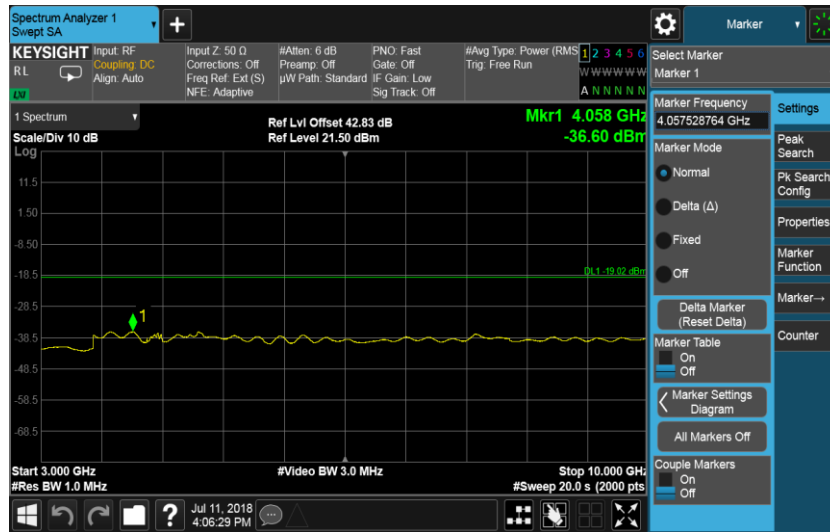 Spectrum Analyzer 1
Swept SA
+
Marker
KEYSIGHT
RL
LXI
Input: RF
Coupling: DC
Align: Auto
Input Z: 50 Ω
Corrections: Off
Freq Ref: Ext (S)
NFE: Adaptive
#Atten: 6 dB
Preamp: Off
µW Path: Standard
PNO: Fast
Gate: Off
IF Gain: Low
Sig Track: Off
#Avg Type: Power (RMS
Trig: Free Run
1 2 3 4 5 6
W W W W W W
A N N N N N
Select Marker
Marker 1
1 Spectrum
Scale/Div 10 dB
Log
Ref Lvl Offset 42.83 dB
Ref Level 21.50 dBm
Mkr1 4.058 GHz
-36.60 dBm
11.5
1.50
-8.50
-18.5
-28.5
-38.5
-48.5
-58.5
-68.5
DL1 -19.02 dBm
1
Start 3.000 GHz
#Res BW 1.0 MHz
#Video BW 3.0 MHz
Stop 10.000 GHz
#Sweep 20.0 s (2000 pts
Marker Frequency
4.057528764 GHz
Marker Mode
Normal
Delta (Δ)
Fixed
Off
Delta Marker
(Reset Delta)
Marker Table
On
Off
Marker Settings
Diagram
All Markers Off
Couple Markers
On
Off
Settings
Peak
Search
Pk Search
Config
Properties
Marker
Function
Marker→
Counter
?
Jul 11, 2018
4:06:29 PM